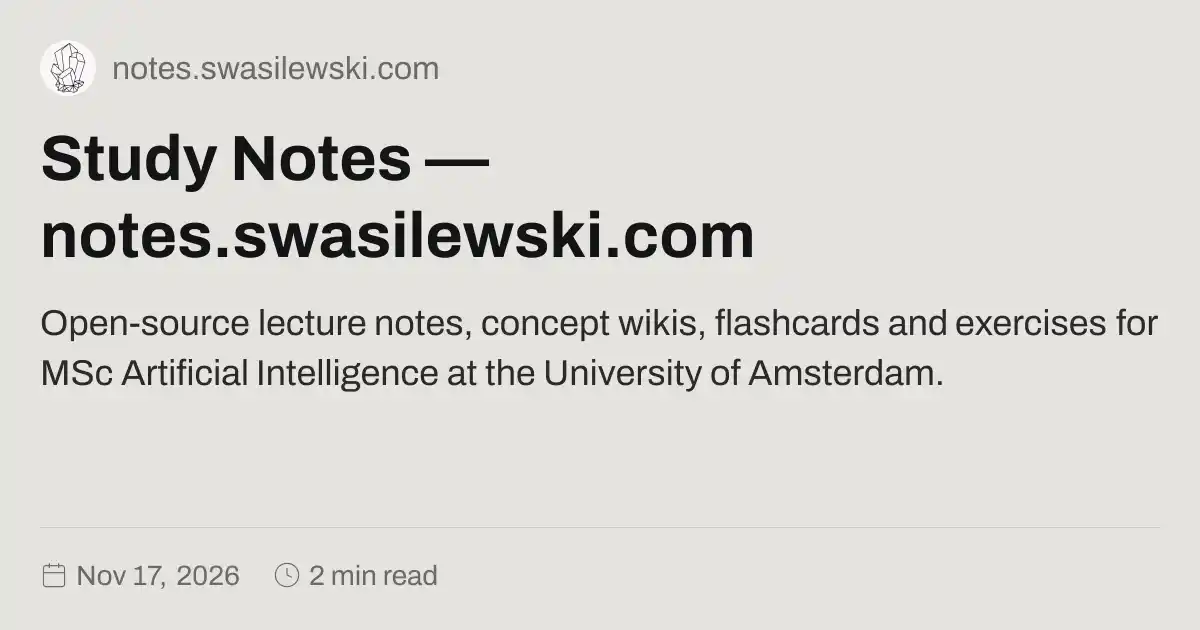 notes.swasilewski.com
Study Notes —
notes.swasilewski.com
Open-source lecture notes, concept wikis, flashcards and exercises for
MSc Artificial Intelligence at the University of Amsterdam.
Nov 17, 2026 2 min read